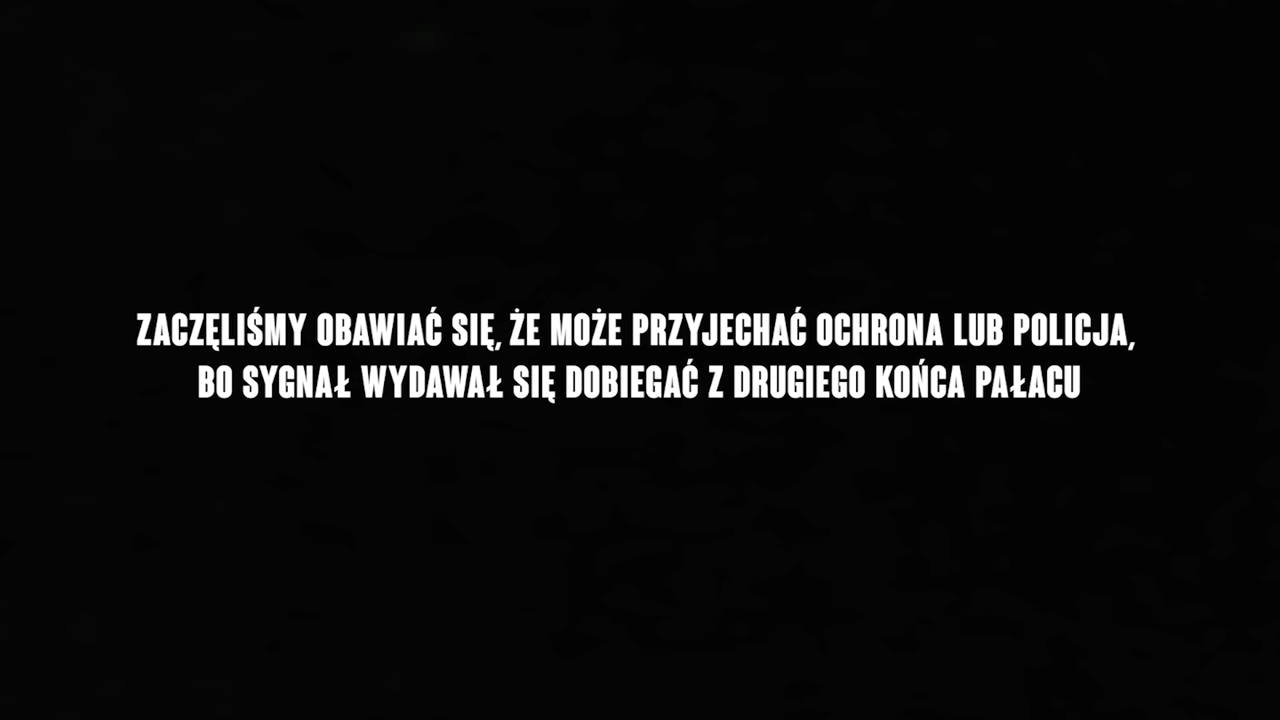 ZACZĘLIŚMY OBAWIAĆ SIĘ, ŻE MOŻE PRZYJECHAĆ OCHRONA LUB POLICJA,
BO SYGNAŁ WYDAWAŁ SIĘ DOBIEGAĆ Z DRUGIEGO KOŃCA PAŁACU